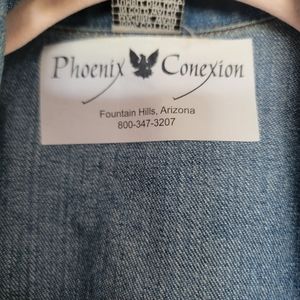 Phoenix Conexion
Fountain Hills, Arizona
800-347-3207